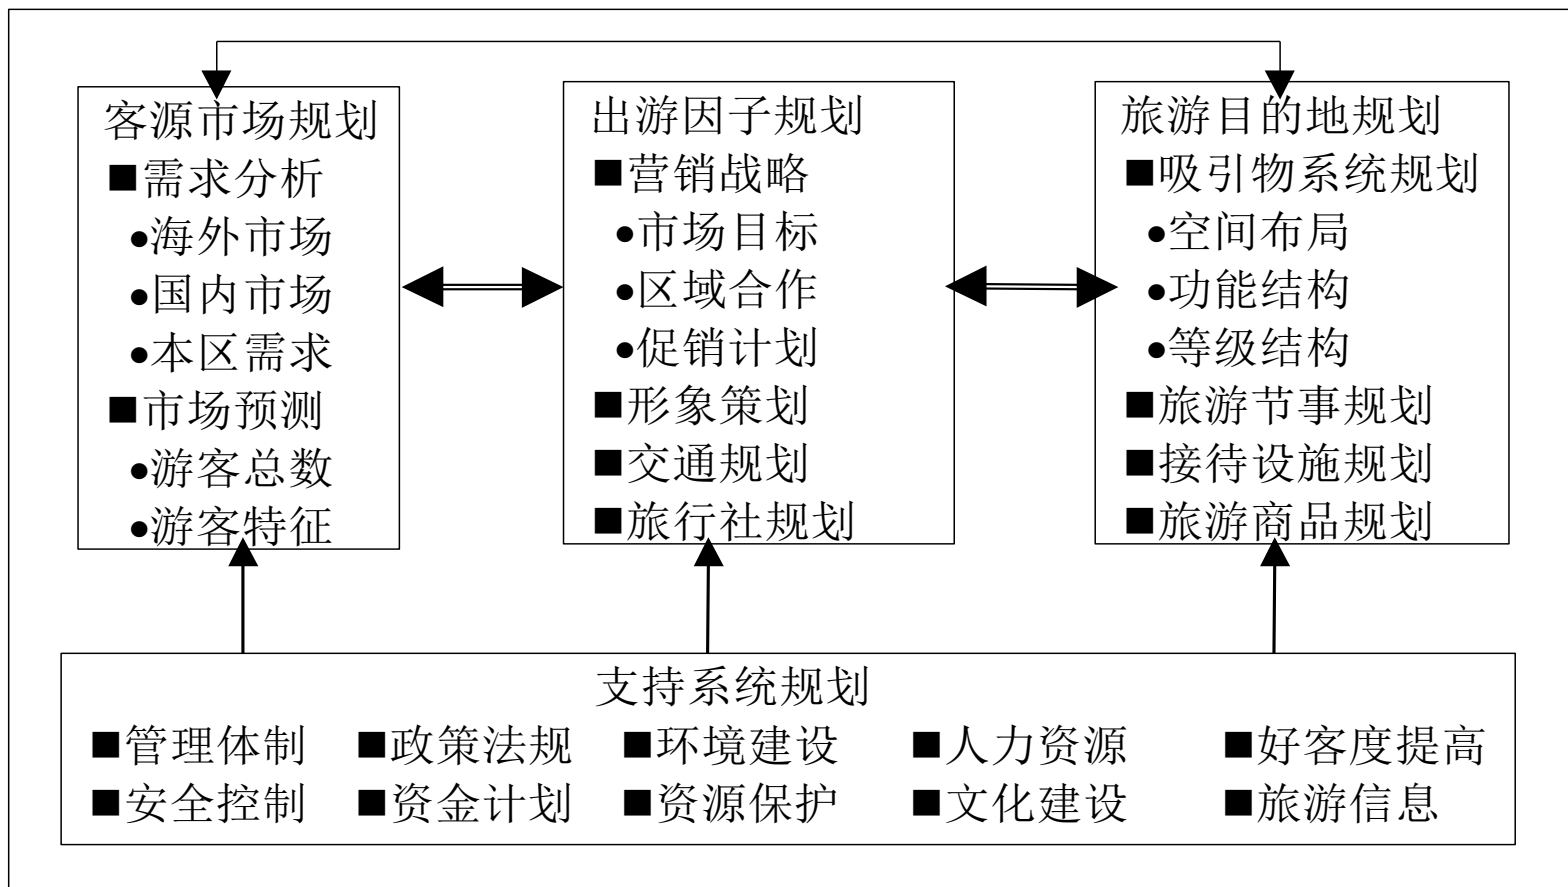 客源市场规划
■需求分析
●海外市场
●国内市场
●本区需求
■市场预测
●游客总数
●游客特征
出游因子规划
■营销战略
●市场目标
●区域合作
●促销计划
■形象策划
■交通规划
■旅行社规划
旅游目的地规划
■吸引物系统规划
●空间布局
●功能结构
●等级结构
■旅游节事规划
■接待设施规划
■旅游商品规划
支持系统规划
■管理体制 ■政策法规 ■环境建设 ■人力资源 ■好客度提高
■安全控制 ■资金计划 ■资源保护 ■文化建设 ■旅游信息